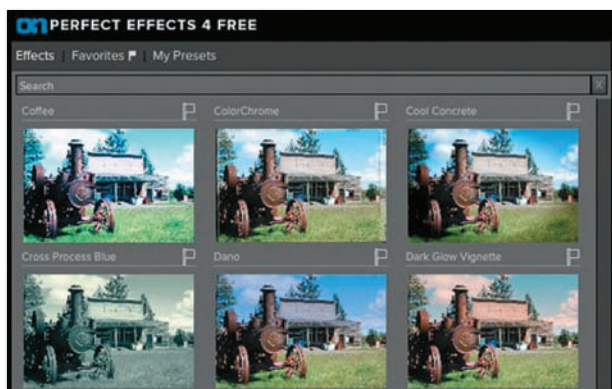 on PERFECT EFFECTS 4 FREE
Effects | Favorites | My Presets
Search X
Coffee ColorChrome Cool Concrete
Cross Process Blue Dano Dark Glow Vignette